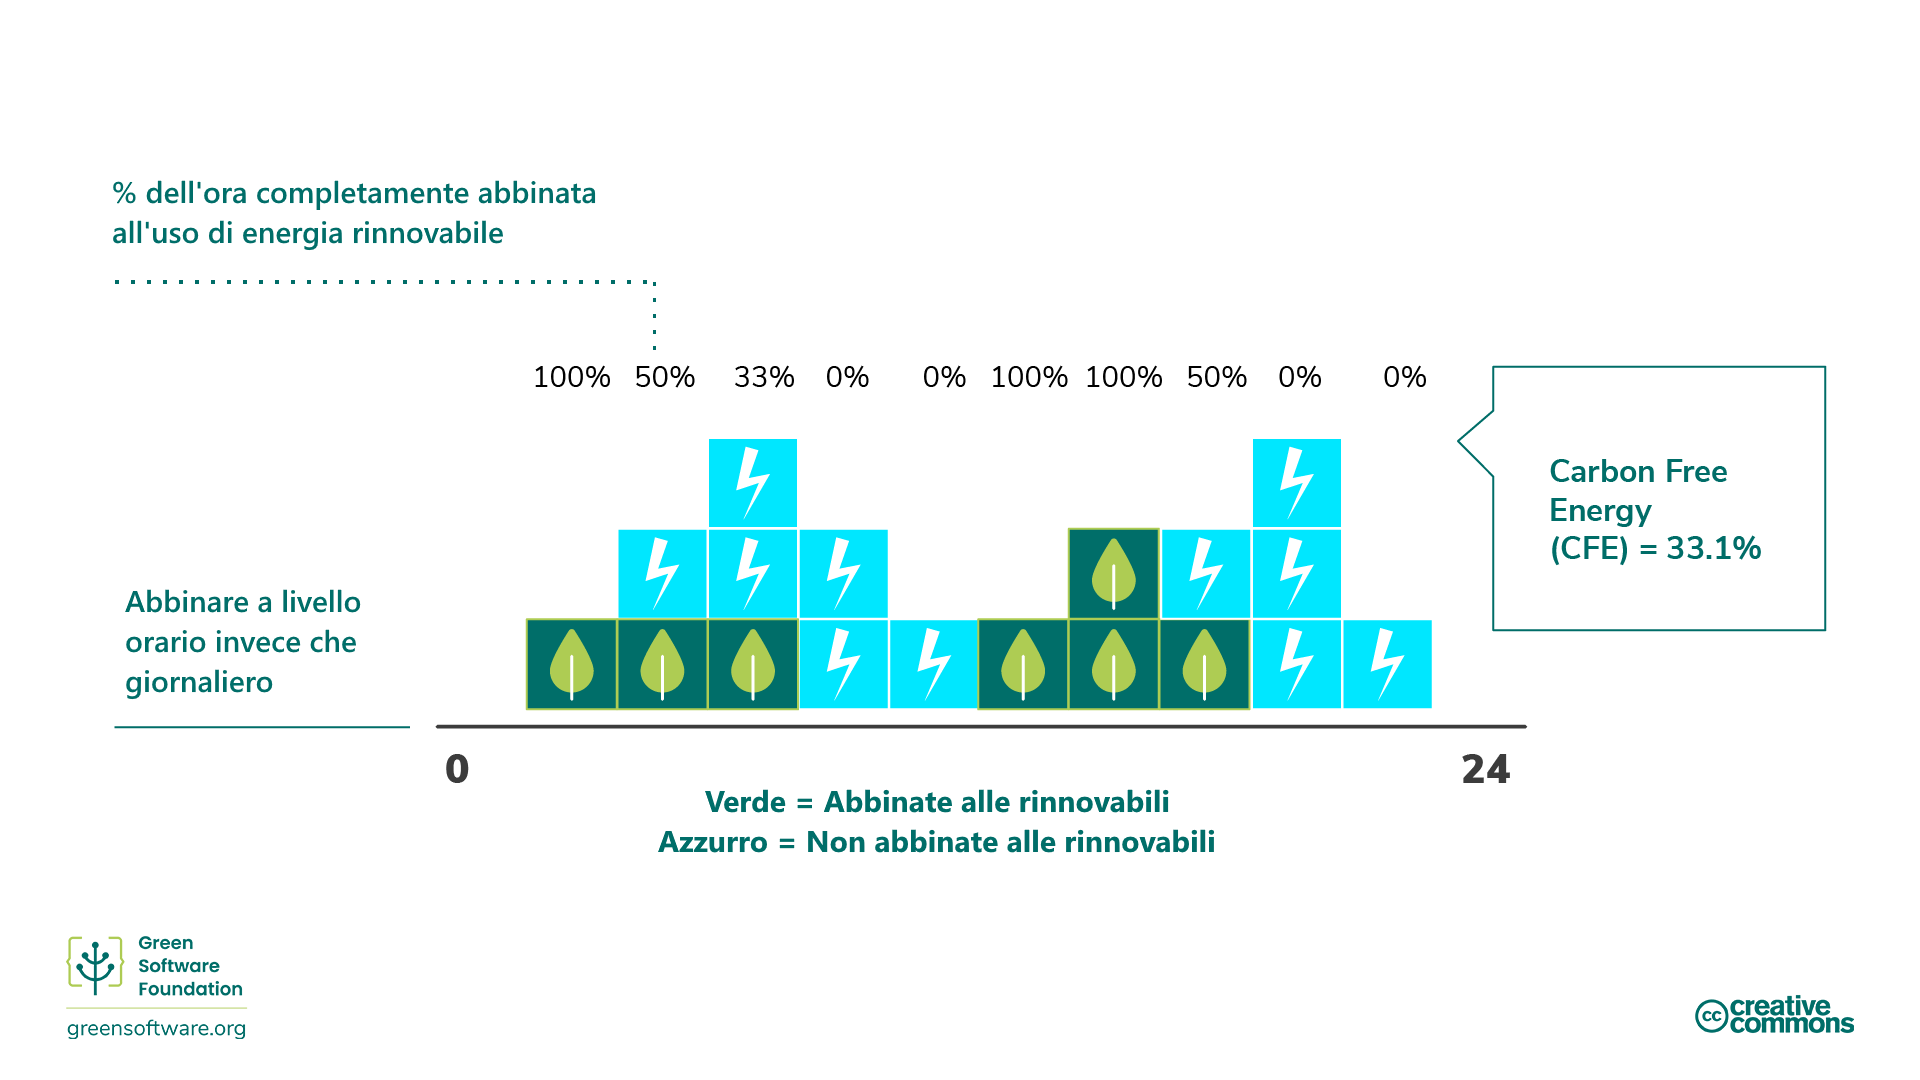 % dell'ora completamente abbinata
all'uso di energia rinnovabile
100% 50% 33% 0% 0% 100% 100% 50% 0% 0%
Carbon Free
Energy
(CFE) = 33.1%
Abbinare a livello
orario invece che
giornaliero
0 24
Verde = Abbinate alle rinnovabili
Azzurro = Non abbinate alle rinnovabili
Green
Software
Foundation
greensoftware.org
cc creative
commons